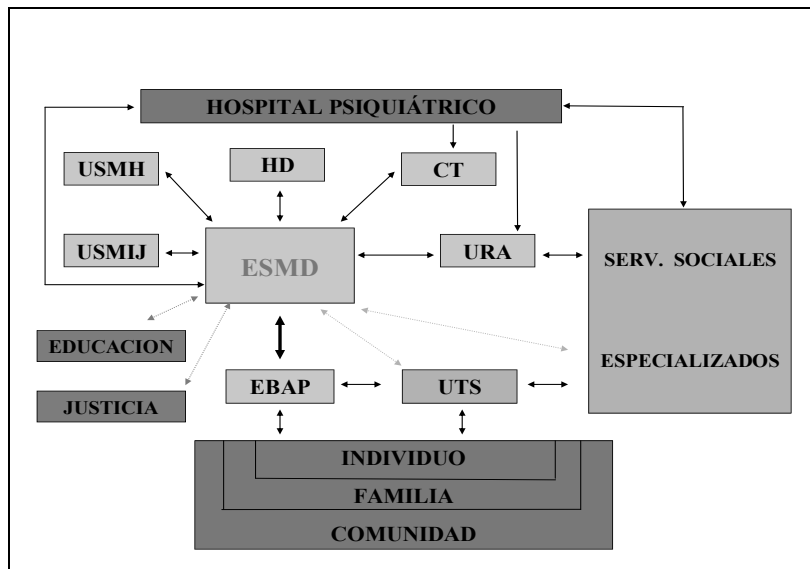 HOSPITAL PSIQUIÁTRICO
USMH
HD
CT
USMIJ
ESMD
URA
SERV. SOCIALES
ESPECIALIZADOS
EDUCACION
JUSTICIA
EBAP
UTS
INDIVIDUO
FAMILIA
COMUNIDAD